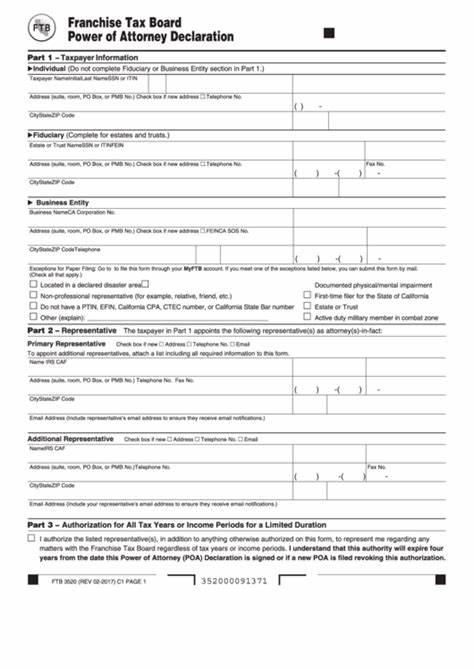 FTB
Franchise Tax Board
Power of Attorney Declaration
Part 1 – Taxpayer Information
▶Individual (Do not complete Fiduciary or Business Entity section in Part 1.)
Taxpayer NameInitialLast NameSSN or ITIN
Address (suite, room, PO Box, or PMB No.) Check box if new address ☐Telephone No.
( ) -
CityStateZIP Code
▶Fiduciary (Complete for estates and trusts.)
Estate or Trust NameSSN or ITINFEIN
Address (suite, room, PO Box, or PMB No.) Check box if new address ☐Telephone No. Fax No.
( ) -( ) -
CityStateZIP Code
▶ Business Entity
Business NameCA Corporation No.
Address (suite, room, PO Box, or PMB No.) Check box if new address ☐.FEINCA SOS No.
CityStateZIP CodeTelephone
( ) -( ) -
Exceptions for Paper Filing: Go to to file this form through your MyFTB account. If you meet one of the exceptions listed below, you can submit this form by mail.
(Check all that apply.)
☐ Located in a declared disaster area☐ Documented physical/mental impairment
☐ Non-professional representative (for example, relative, friend, etc.) ☐ First-time filer for the State of California
☐ Do not have a PTIN, EFIN, California CPA, CTEC number, or California State Bar number ☐ Estate or Trust
☐ Other (explain): ☐ Active duty military member in combat zone
Part 2 – Representative The taxpayer in Part 1 appoints the following representative(s) as attorney(s)-in-fact:
Primary Representative Check box if new ☐ Address ☐ Telephone No. ☐ Email
To appoint additional representatives, attach a list including all required information to this form.
Name IRS CAF
Address (suite, room, PO Box, or PMB No.) Telephone No. Fax No.
( ) -( ) -
CityStateZIP Code
Email Address (Include representative's email address to ensure they receive email notifications).
Additional Representative Check box if new ☐ Address ☐ Telephone No. ☐ Email
NameIRS CAF
Address (suite, room, PO Box, or PMB No.)Telephone No. Fax No.
( ) -( ) -
CityStateZIP Code
Email Address (Include your representative's email address to ensure they receive email notifications).
Part 3 – Authorization for All Tax Years or Income Periods for a Limited Duration
☐ I authorize the listed representative(s), in addition to anything otherwise authorized on this form, to represent me regarding any
matters with the Franchise Tax Board regardless of tax years or income periods. I understand that this authority will expire four
years from the date this Power of Attorney (POA) Declaration is signed or if a new POA is filed revoking this authorization.
FTB 3520 (REV 02-2017) C1 PAGE 1
352000091371